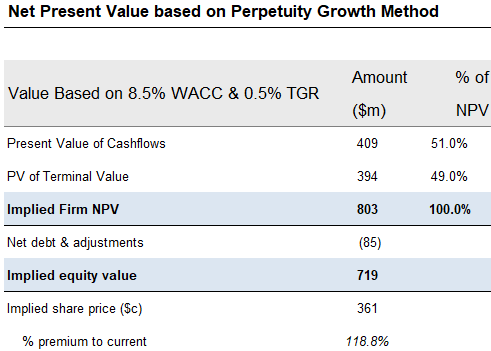 Net Present Value based on Perpetuity Growth Method
Value Based on 8.5% WACC & 0.5% TGR Amount ($m) % of NPV
Present Value of Cashflows 409 51.0%
PV of Terminal Value 394 49.0%
Implied Firm NPV 803 100.0%
Net debt & adjustments (85)
Implied equity value 719
Implied share price ($c) 361
% premium to current 118.8%